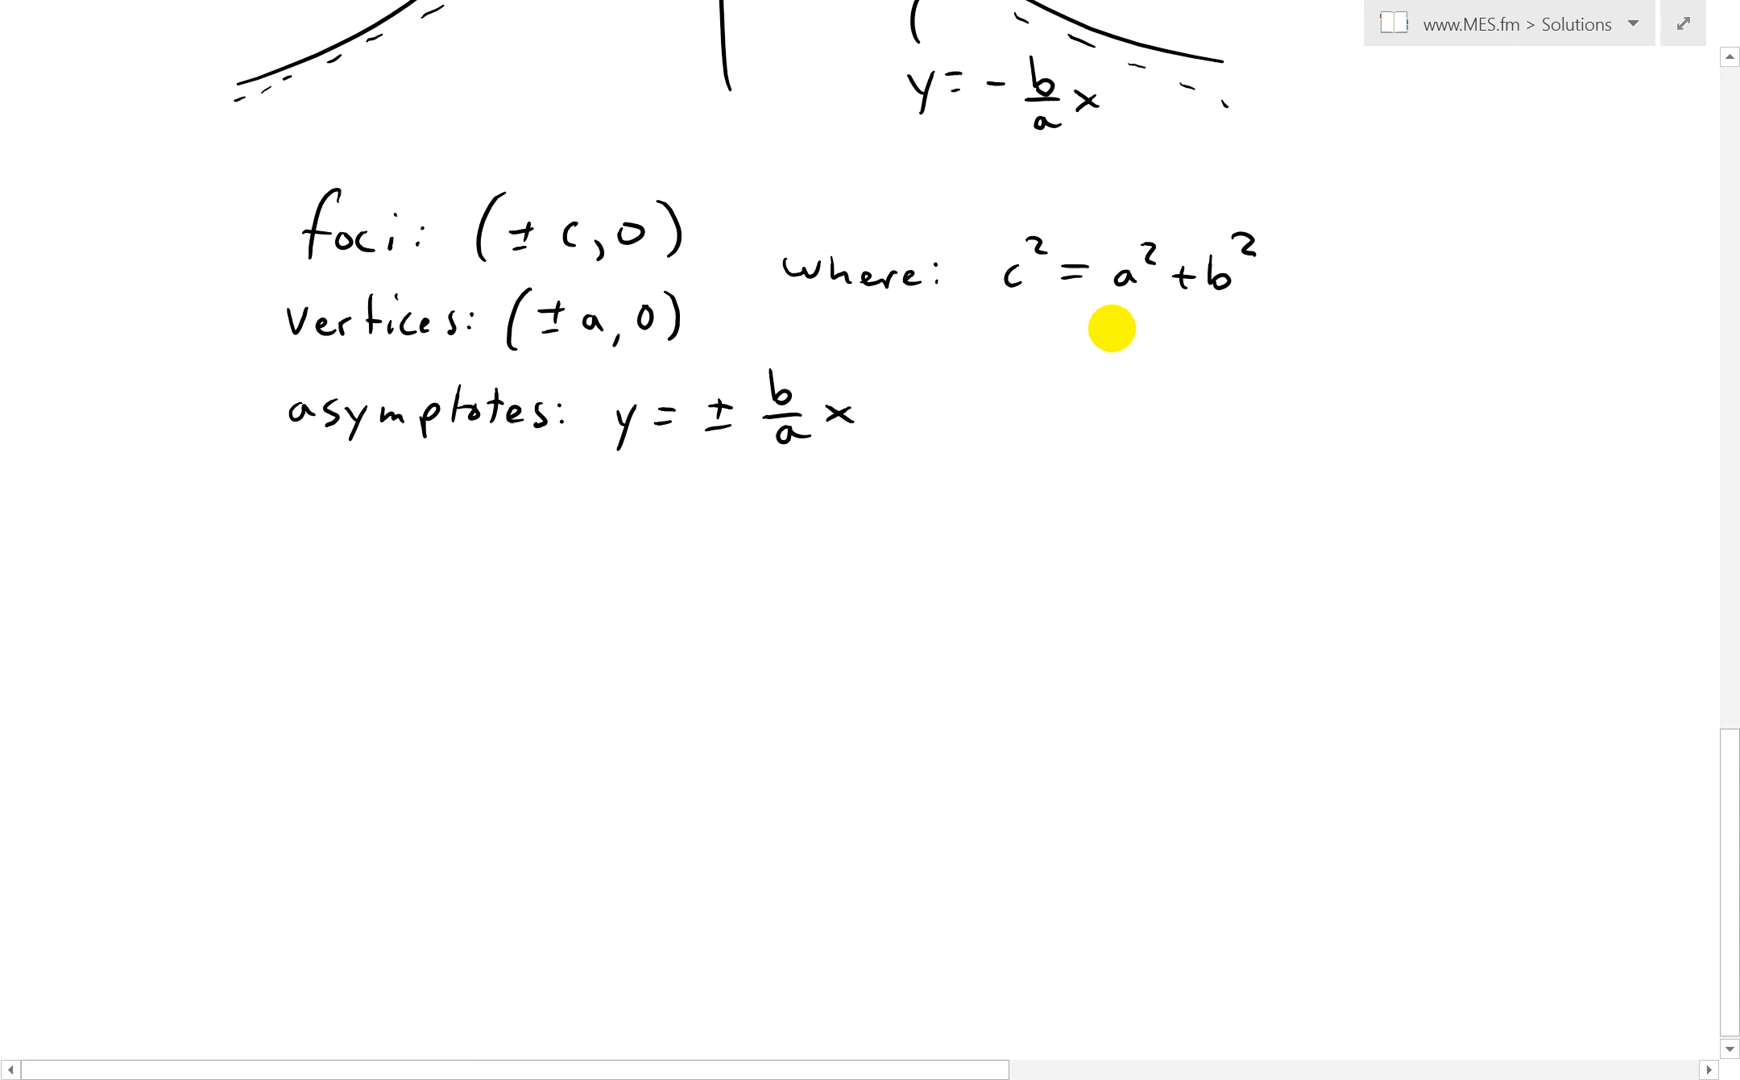 www.MES.fm > Solutions
y = - b/a x
foci: (± c, 0)
where: c² = a² + b²
vertices: (± a, 0)
asymptotes: y = ± b/a x